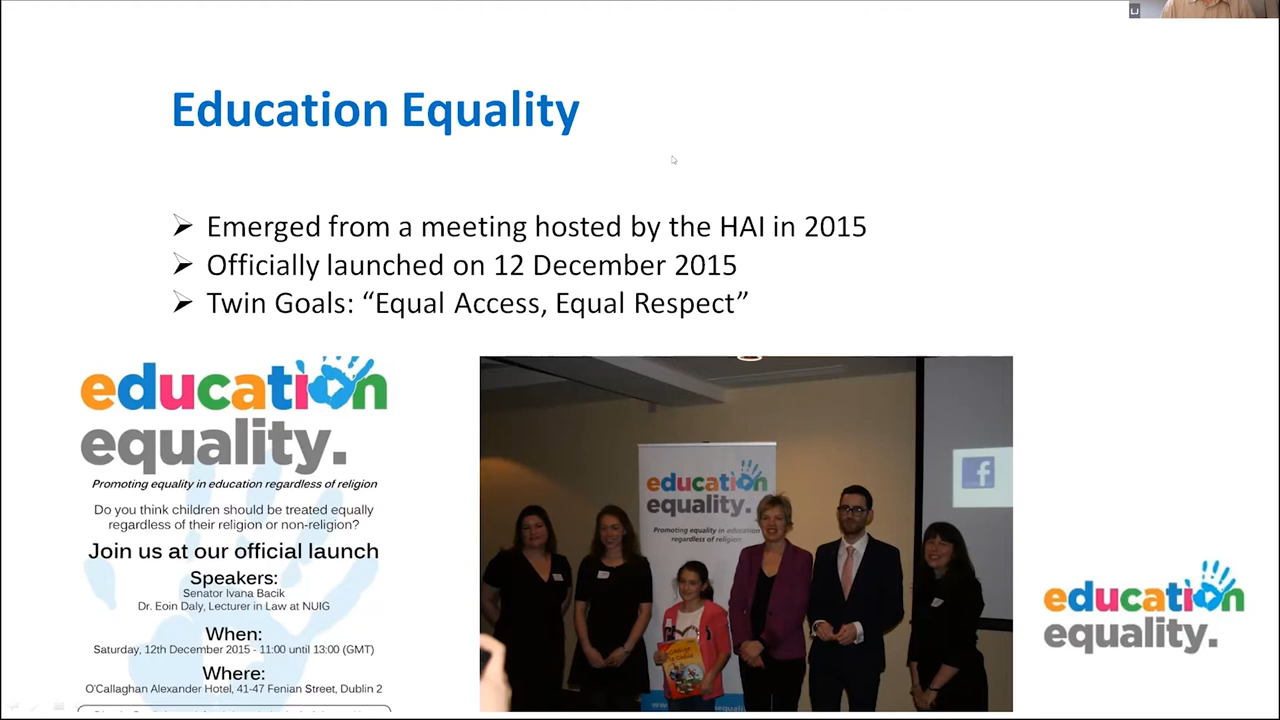 Education Equality
Emerged from a meeting hosted by the HAI in 2015
Officially launched on 12 December 2015
Twin Goals: “Equal Access, Equal Respect”
education
equality.
Promoting equality in education regardless of religion
Do you think children should be treated equally
regardless of their religion or non-religion?
Join us at our official launch
Speakers:
Senator Ivana Bacik
Dr. Eoin Daly, Lecturer in Law at NUIG
When:
Saturday, 12th December 2015 - 11:00 until 13:00 (GMT)
Where:
O'Callaghan Alexander Hotel, 41-47 Fenian Street, Dublin 2
education
equality.
Promoting equality in education
regardless of religion
f
education
equality.